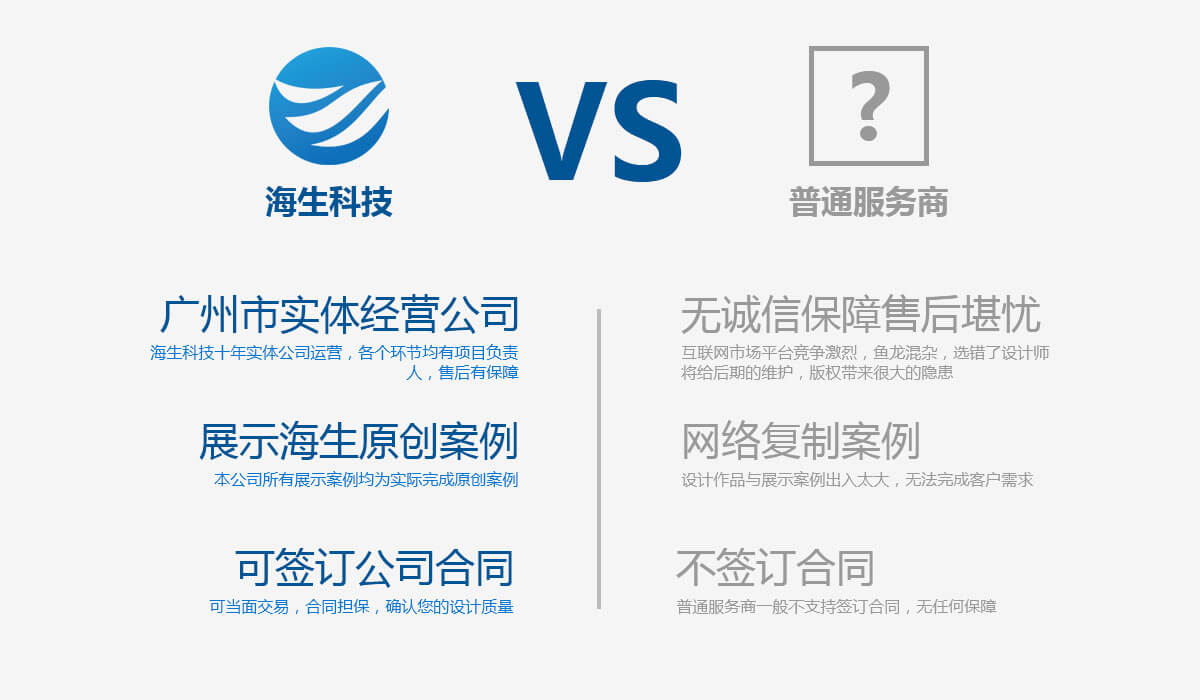 VS
?
海生科技
普通服务商
广州市实体经营公司
海生科技十年实体公司运营，各个环节均有项目负责
人，售后有保障
展示海生原创案例
本公司所有展示案例均为实际完成原创案例
可签订公司合同
可当面交易，合同担保，确认您的设计质量
无诚信保障售后堪忧
互联网市场平台竞争激烈，鱼龙混杂，选错了设计师
将给后期的维护，版权带来很大的隐患
网络复制案例
设计作品与展示案例出入太大，无法完成客户需求
不签订合同
普通服务商一般不支持签订合同，无任何保障